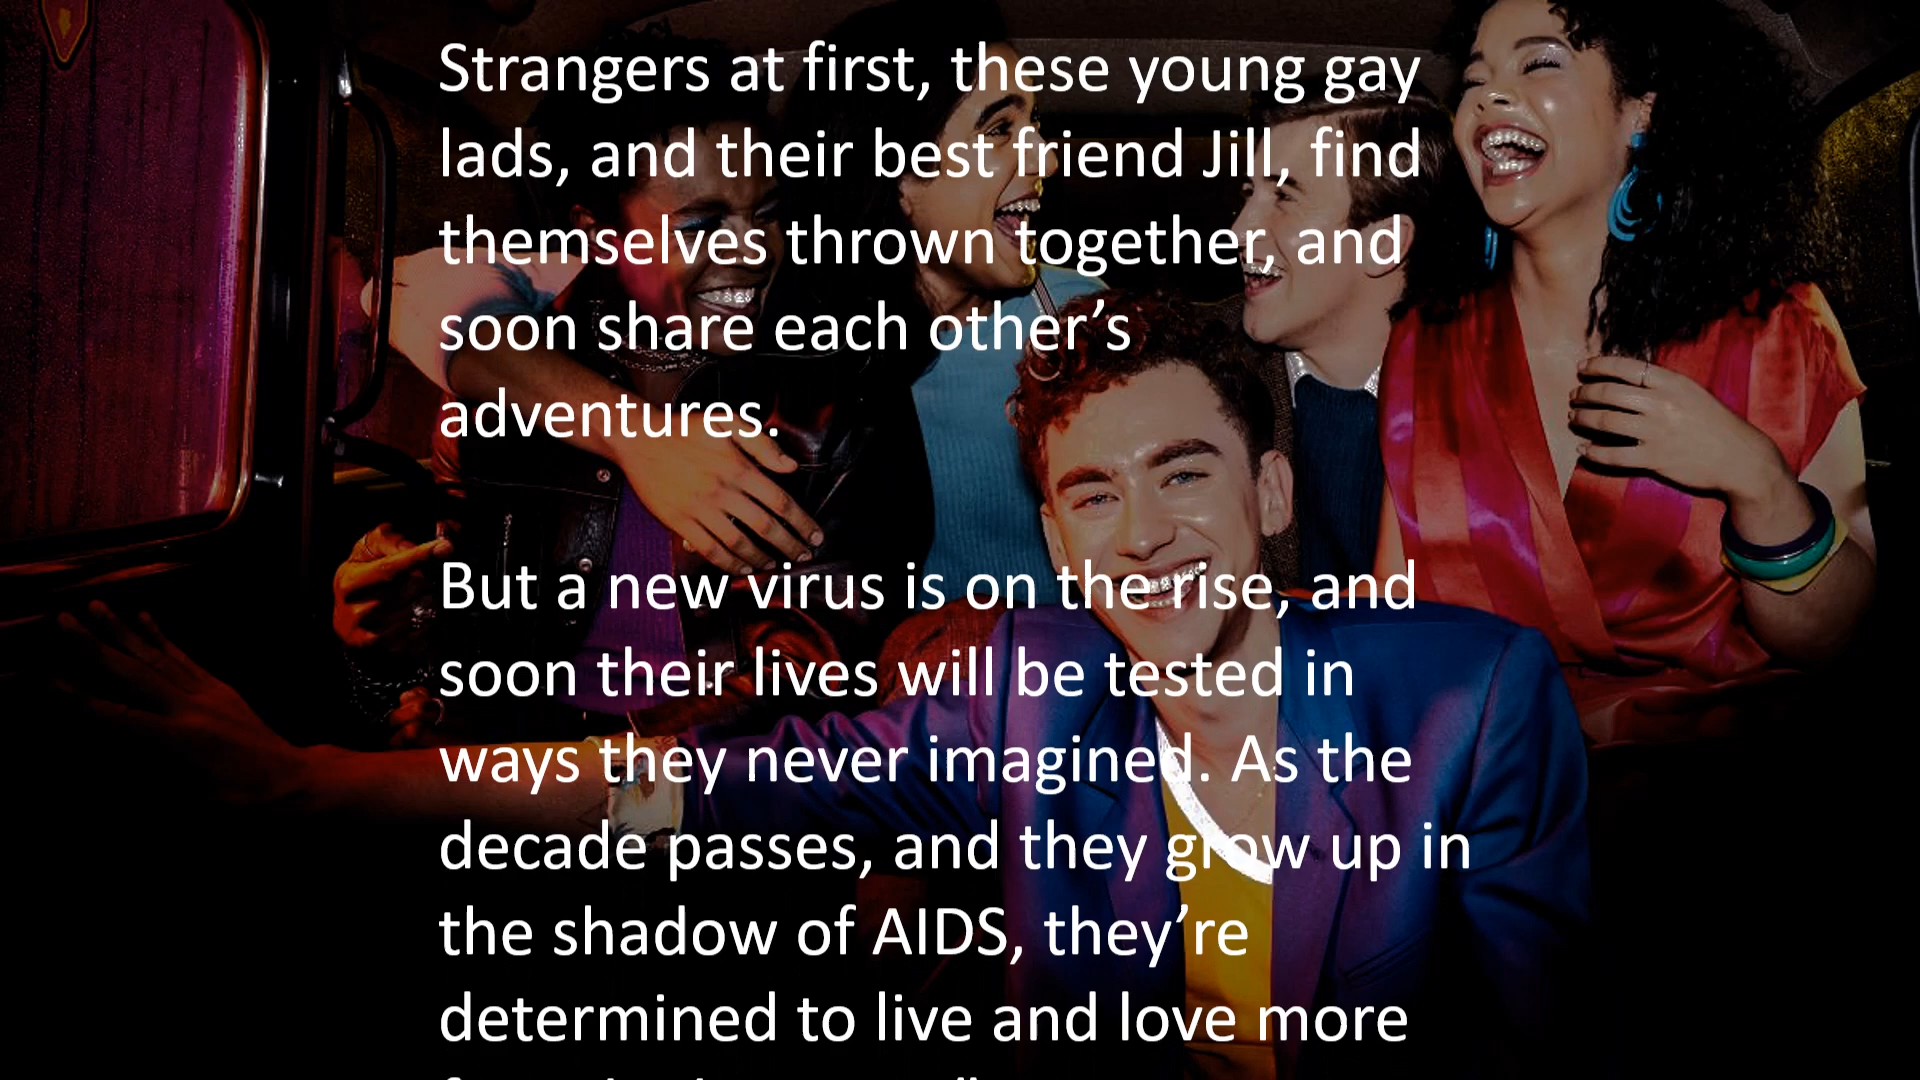 Strangers at first, these young gay
lads, and their best friend Jill, find
themselves thrown together, and
soon share each other’s
adventures.
But a new virus is on the rise, and
soon their lives will be tested in
ways they never imagined. As the
decade passes, and they grow up in
the shadow of AIDS, they’re
determined to live and love more